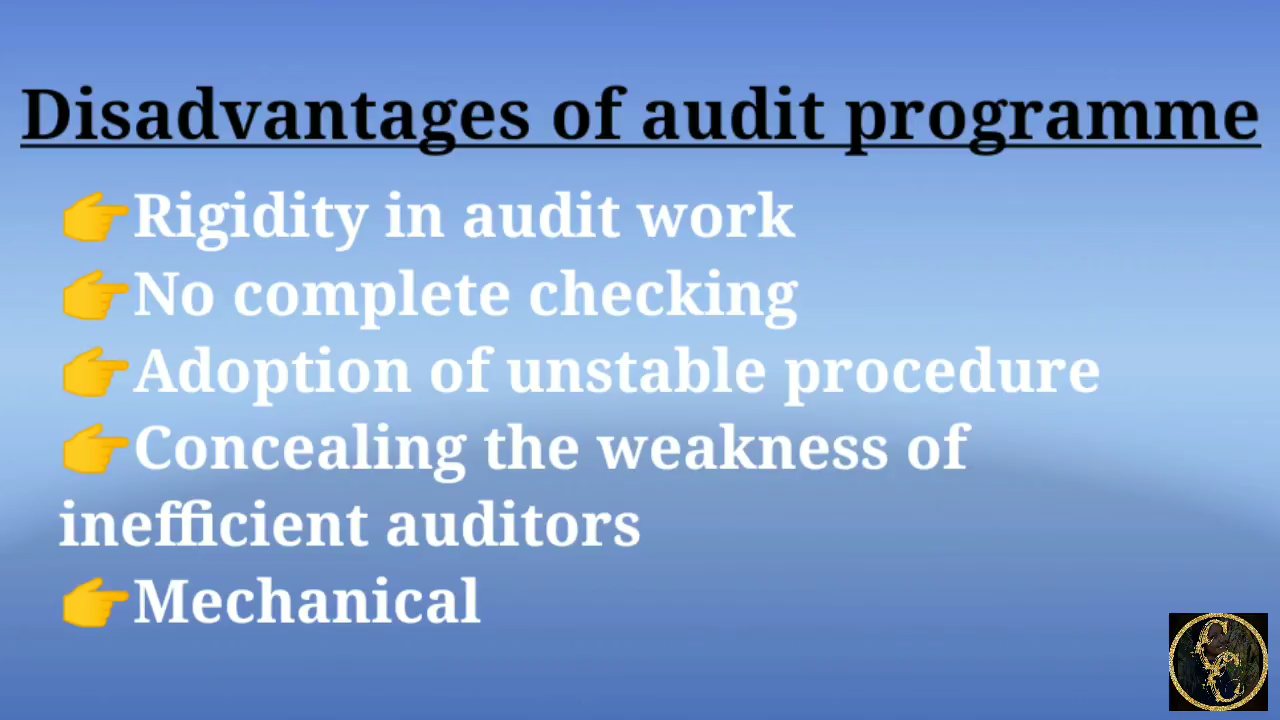 Disadvantages of audit programme
👉Rigidity in audit work
👉No complete checking
👉Adoption of unstable procedure
👉Concealing the weakness of
inefficient auditors
👉Mechanical